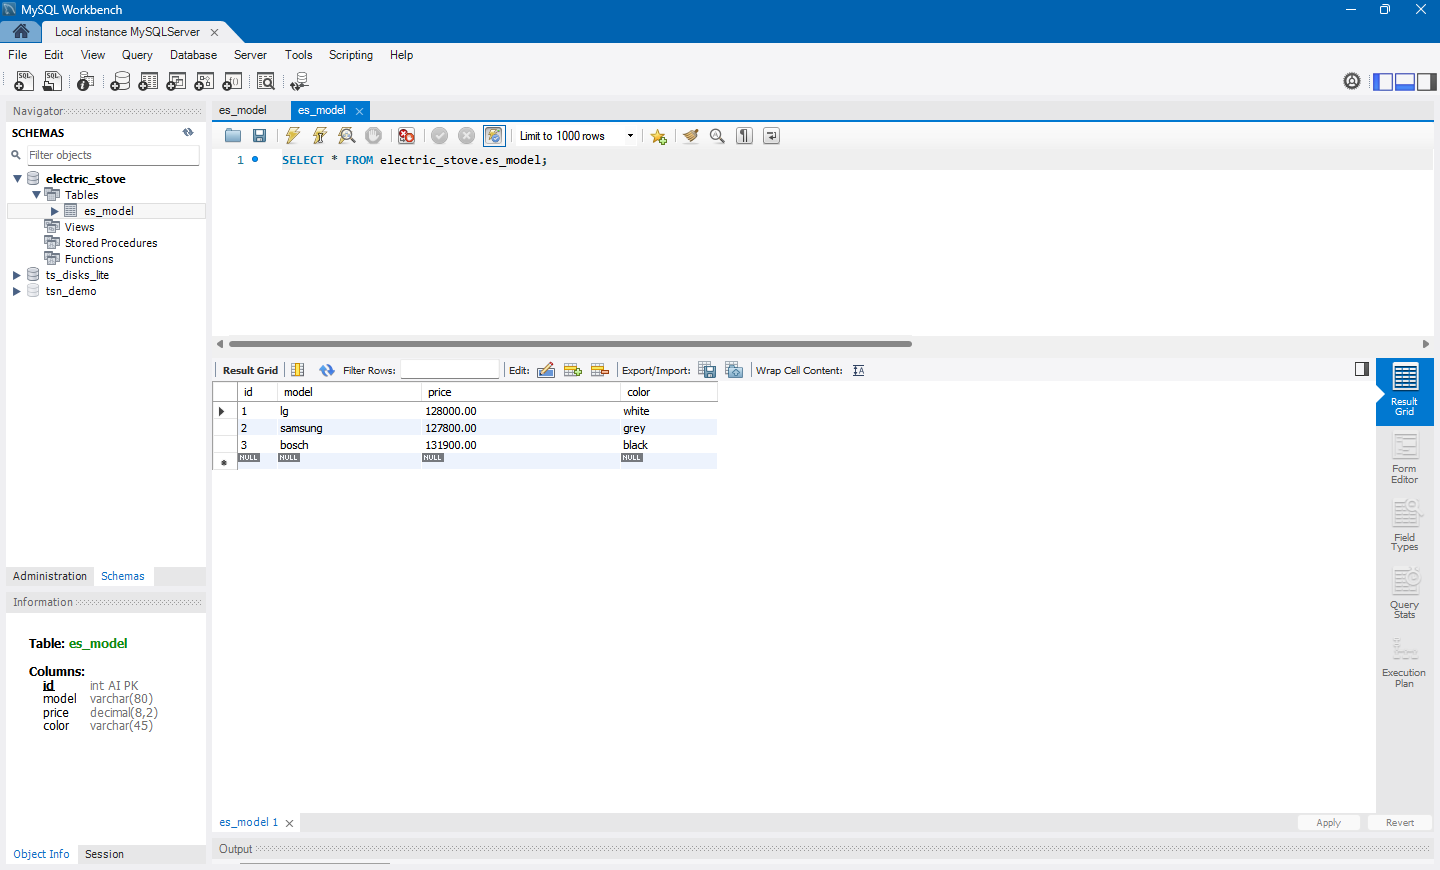 MySQL Workbench
Local instance MySQLServer
File Edit View Query Database Server Tools Scripting Help
Navigator
SCHEMAS
Filter objects
electric_stove
Tables
es_model
Views
Stored Procedures
Functions
ts_disks_lite
tsn_demo
Administration Schemas
Information
Table: es_model
Columns:
id int AI PK
model varchar(80)
price decimal(8,2)
color varchar(45)
Object Info Session
es_model es_model
Limit to 1000 rows
1 SELECT * FROM electric_stove.es_model;
Result Grid Filter Rows: Edit: Export/Import: Wrap Cell Content:
id model price color
1 lg 128000.00 white
2 samsung 127800.00 grey
3 bosch 131900.00 black
NULL NULL NULL NULL
Result
Grid
Form
Editor
Field
Types
Query
Stats
Execution
Plan
es_model 1
Apply Revert
Output